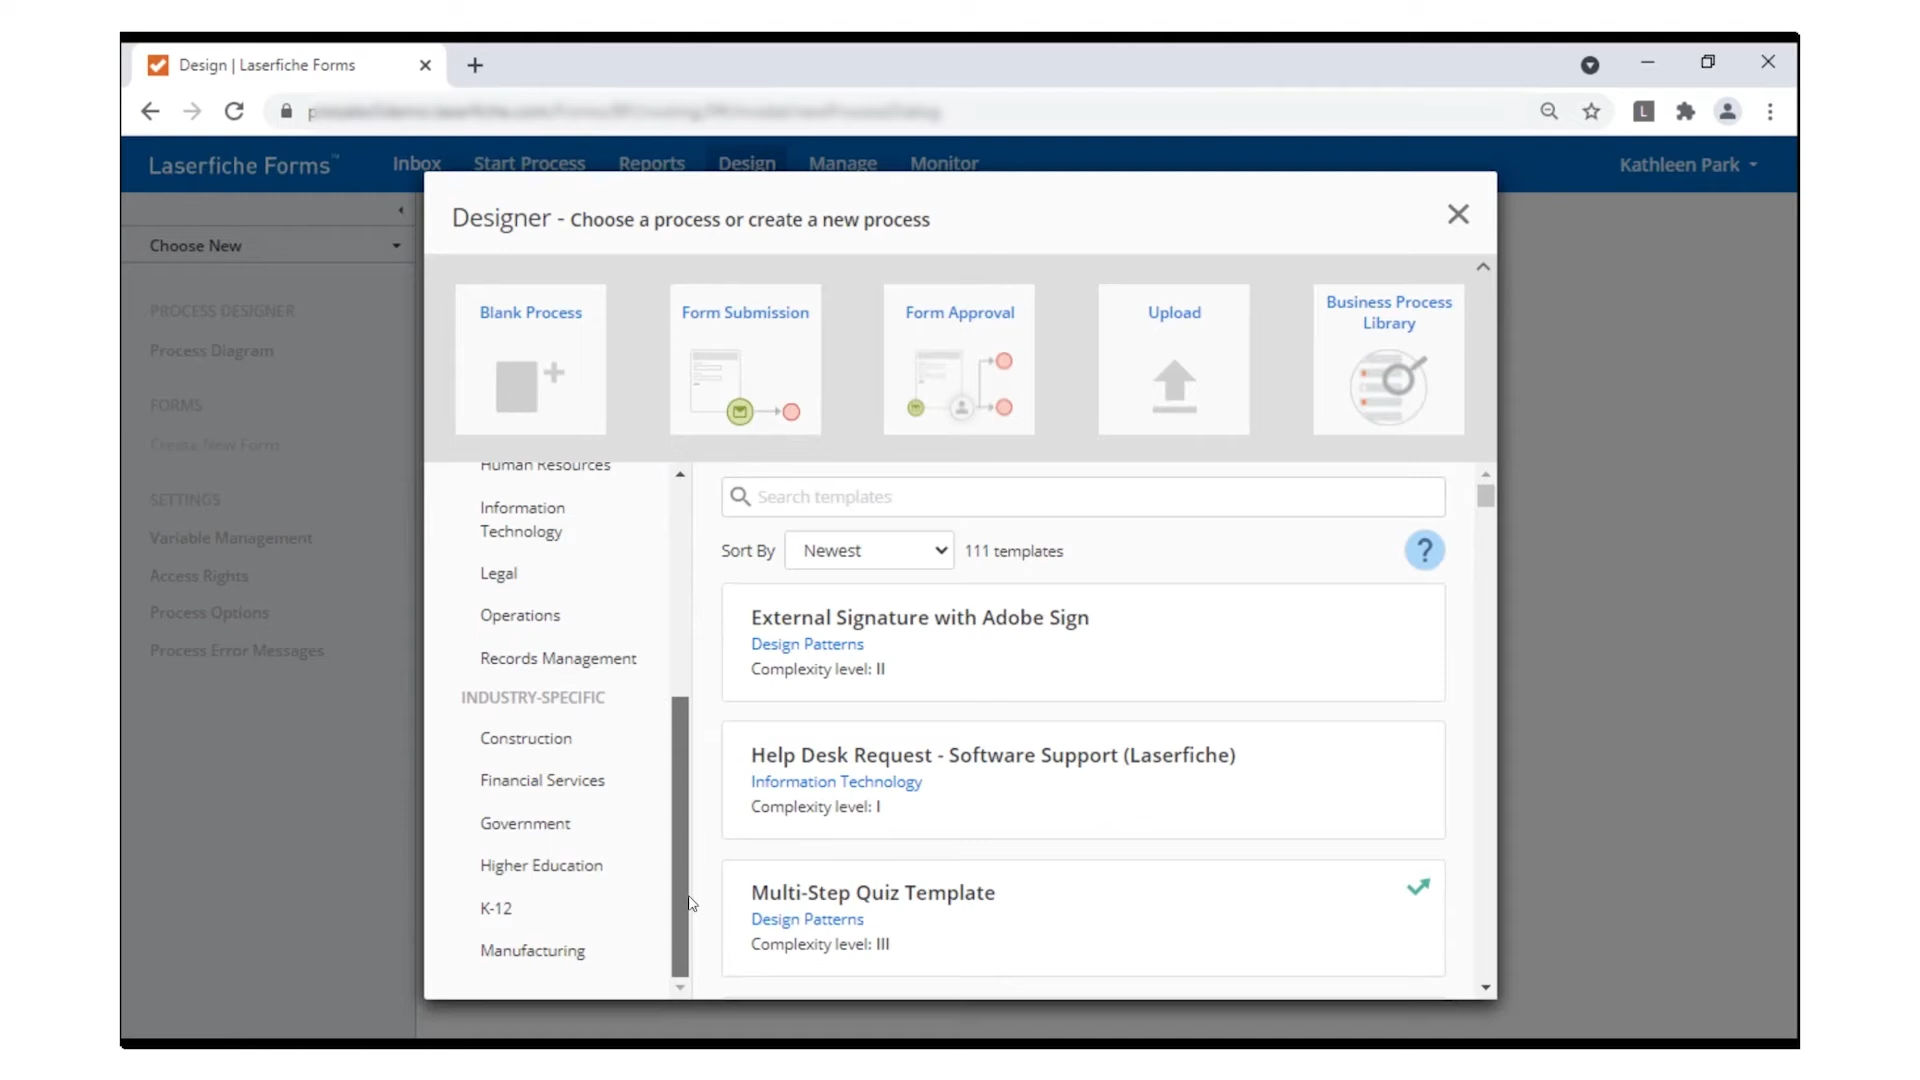 Design | Laserfiche Forms
Laserfiche Forms™
Inbox
Start Process
Reports
Design
Manage
Monitor
Kathleen Park
Choose New
PROCESS DESIGNER
Process Diagram
FORMS
Create New Form
SETTINGS
Variable Management
Access Rights
Process Options
Process Error Messages
Designer - Choose a process or create a new process
Blank Process
Form Submission
Form Approval
Upload
Business Process
Library
Human Resources
Information
Technology
Legal
Operations
Records Management
INDUSTRY-SPECIFIC
Construction
Financial Services
Government
Higher Education
K-12
Manufacturing
Search templates
Sort By
Newest
111 templates
?
External Signature with Adobe Sign
Design Patterns
Complexity level: II
Help Desk Request - Software Support (Laserfiche)
Information Technology
Complexity level: I
Multi-Step Quiz Template
Design Patterns
Complexity level: III